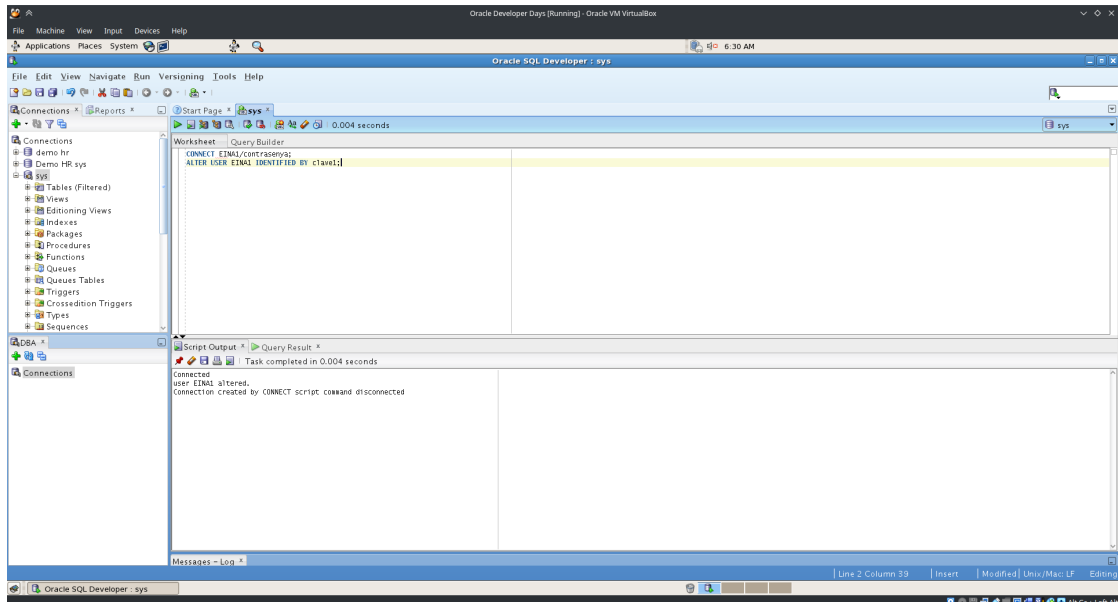 Oracle Developer Days [Running] - Oracle VM VirtualBox
File Machine View Input Devices Help
Applications Places System 6:30 AM
Oracle SQL Developer : sys
File Edit View Navigate Run Versioning Tools Help
Connections Reports Start Page sys
0.004 seconds sys
Worksheet Query Builder
CONNECT EINA1/contrasenya;
ALTER USER EINA1 IDENTIFIED BY clave1;
Connections
demo hr
Demo HR sys
sys
Tables (Filtered)
Views
Editioning Views
Indexes
Packages
Procedures
Functions
Queues
Queues Tables
Triggers
Crossedition Triggers
Types
Sequences
DBA
Connections
Script Output Query Result
Task completed in 0.004 seconds
Connected
user EINA1 altered.
Connection created by CONNECT script command disconnected
Messages - Log
Line 2 Column 39 Insert Modified Unix/Mac: LF Editing
Oracle SQL Developer : sys